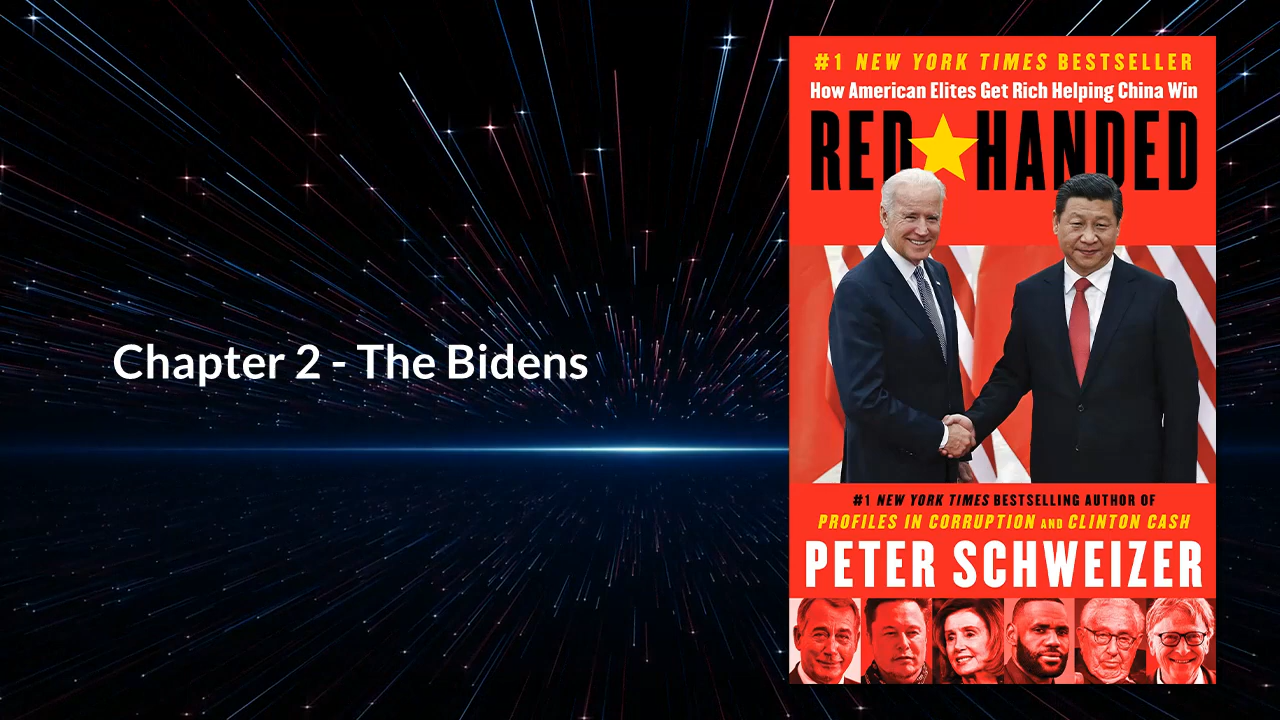 Chapter 2 - The Bidens
#1 NEW YORK TIMES BESTSELLER
How American Elites Get Rich Helping China Win
RED HANDED
#1 NEW YORK TIMES BESTSELLING AUTHOR OF
PROFILES IN CORRUPTION AND CLINTON CASH
PETER SCHWEIZER